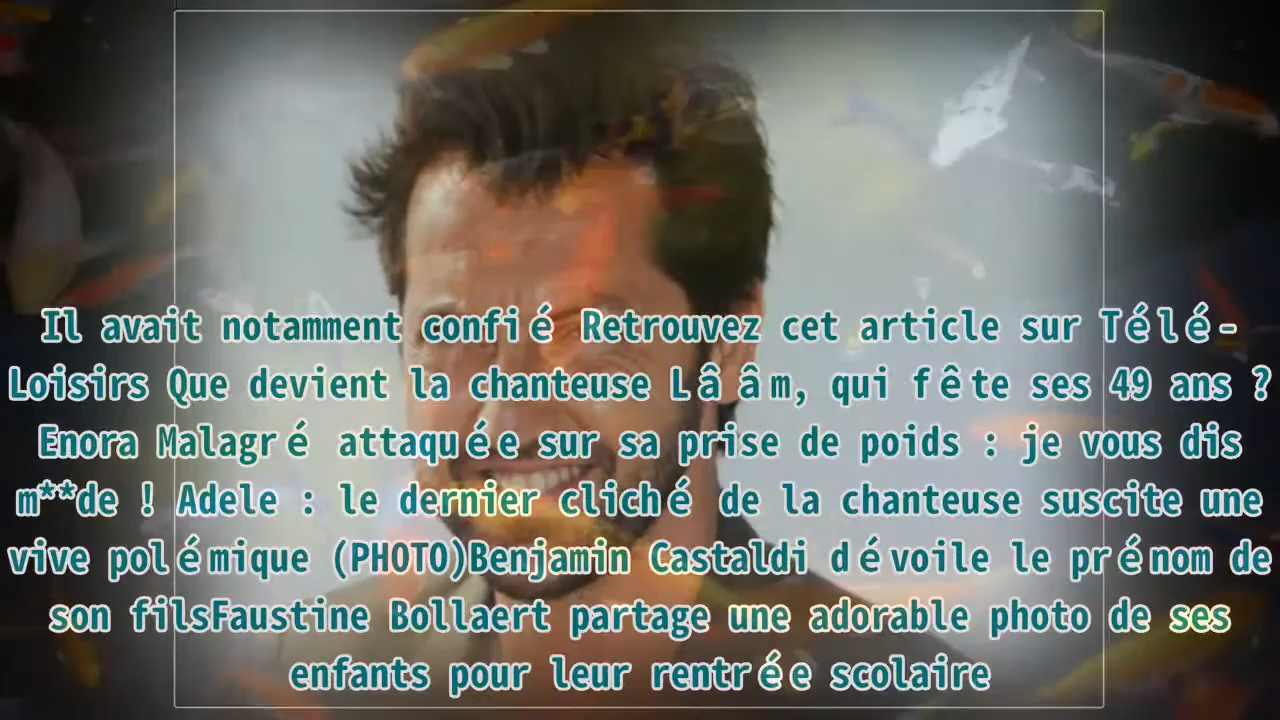 Il avait notamment confié Retrouvez cet article sur Télé-
Loisirs Que devient la chanteuse Lââm, qui fête ses 49 ans ?
Enora Malagré attaquée sur sa prise de poids : je vous dis
m**de ! Adele : le dernier cliché de la chanteuse suscite une
vive polémique (PHOTO)Benjamin Castaldi dévoile le prénom de
son filsFaustine Bollaert partage une adorable photo de ses
enfants pour leur rentrée scolaire